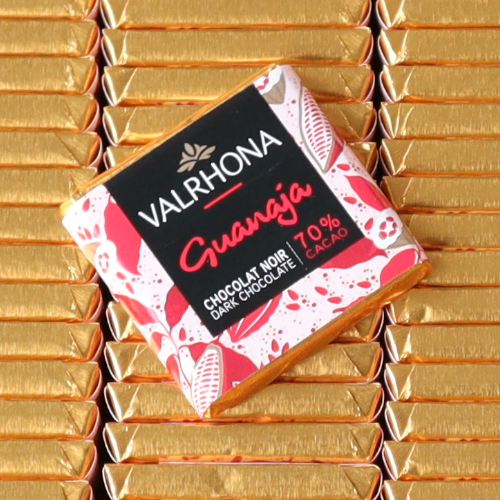 VALRHONA
Guanaja
CHOCOLAT NOIR
DARK CHOCOLATE
70%
CACAO